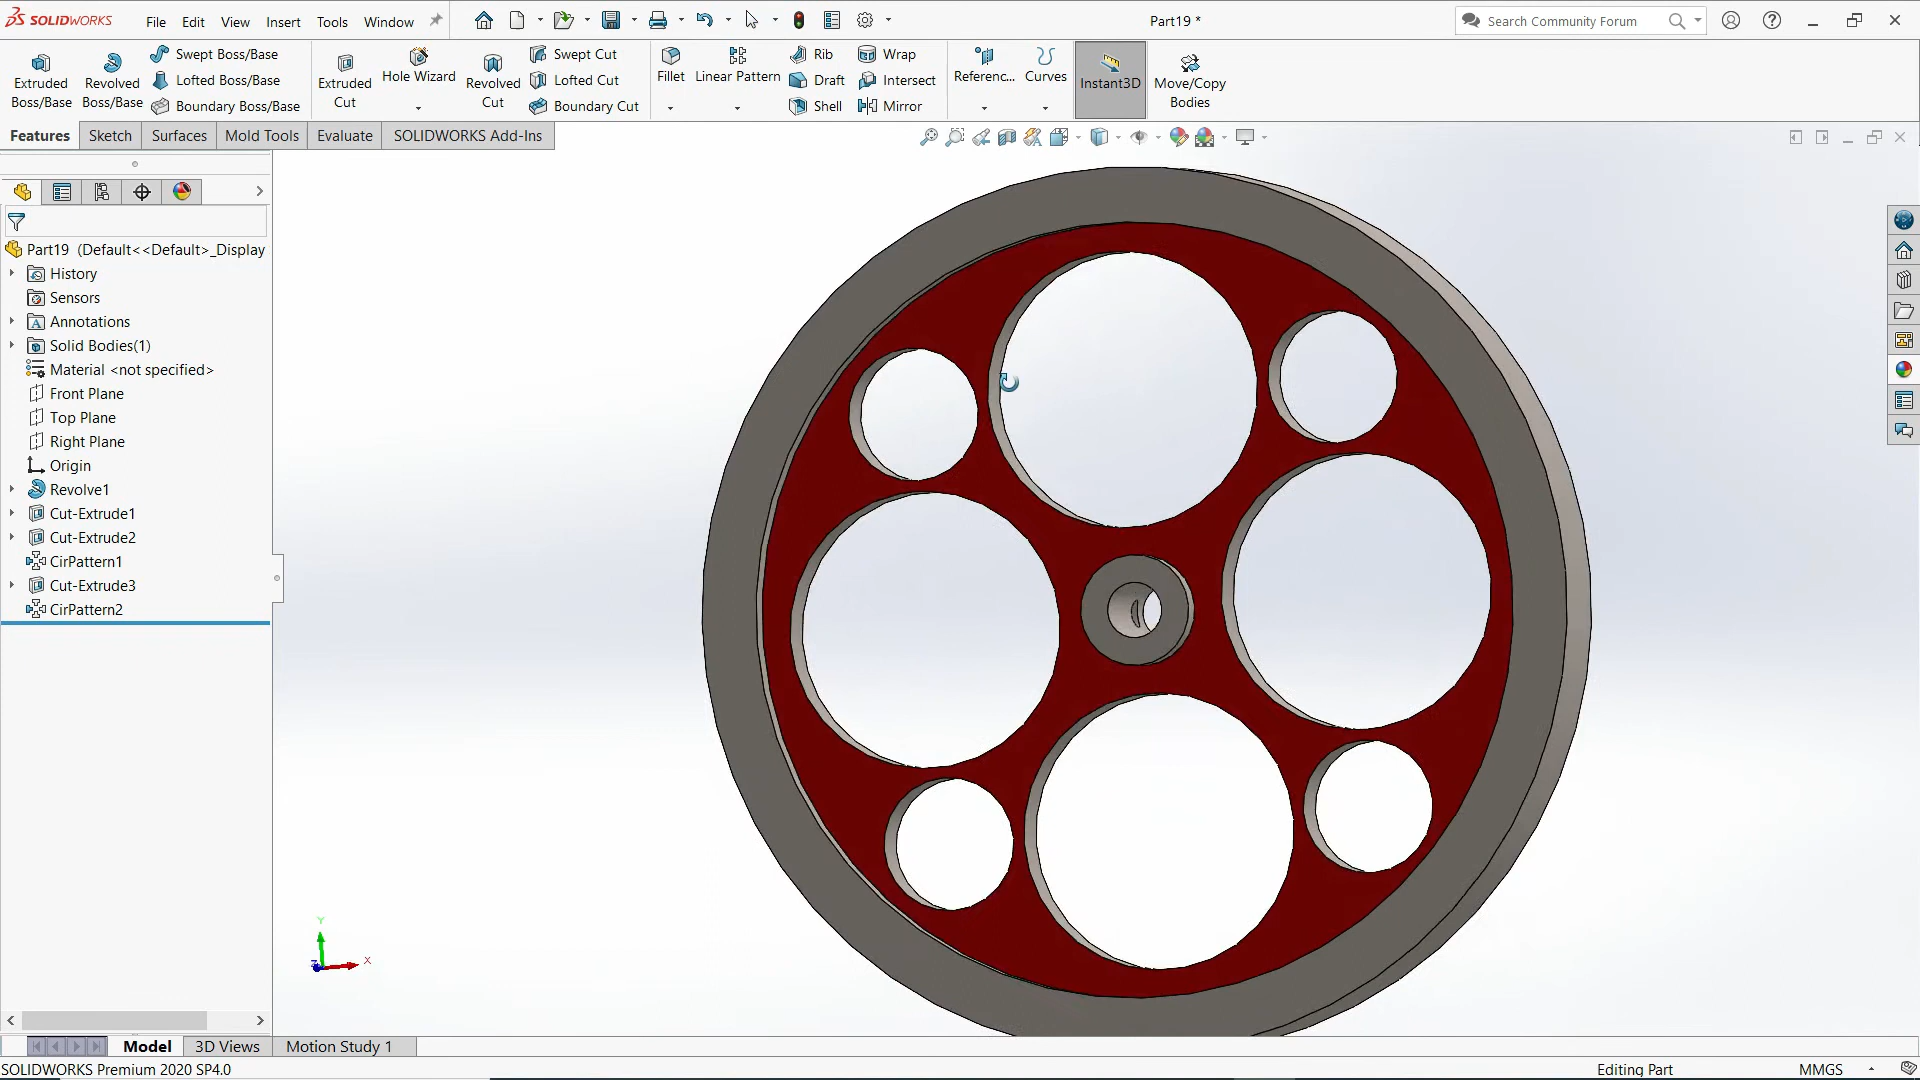 SOLIDWORKS File Edit View Insert Tools Window Part19 * Search Community Forum
Extruded Boss/Base
Revolved Boss/Base
Swept Boss/Base
Lofted Boss/Base
Boundary Boss/Base
Extruded Cut
Hole Wizard
Revolved Cut
Swept Cut
Lofted Cut
Boundary Cut
Fillet
Linear Pattern
Rib
Draft
Shell
Wrap
Intersect
Mirror
Referenc...
Curves
Instant3D
Move/Copy Bodies
Features Sketch Surfaces Mold Tools Evaluate SOLIDWORKS Add-Ins
Part19 (Default<<Default>_Display
History
Sensors
Annotations
Solid Bodies(1)
Material <not specified>
Front Plane
Top Plane
Right Plane
Origin
Revolve1
Cut-Extrude1
Cut-Extrude2
CirPattern1
Cut-Extrude3
CirPattern2
Y
X
Z
Model 3D Views Motion Study 1
SOLIDWORKS Premium 2020 SP4.0 Editing Part MMGS